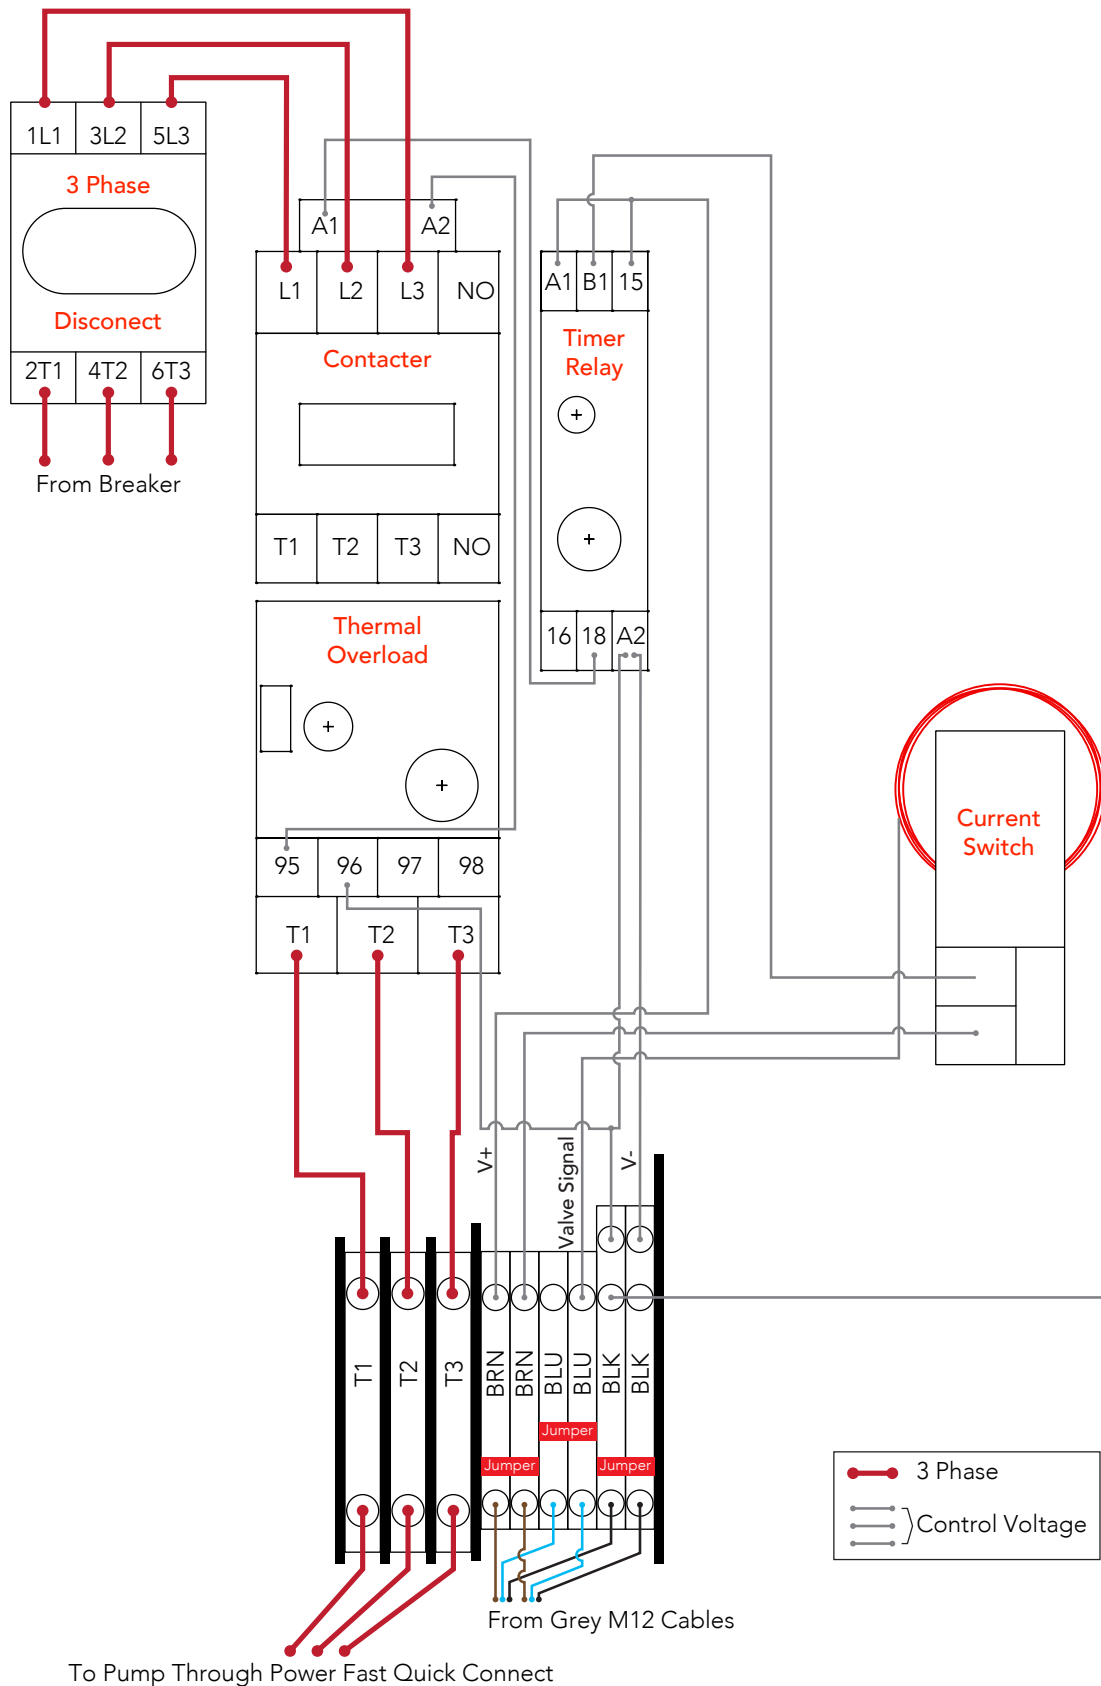 1L1 3L2 5L3
3 Phase
Disconect
2T1 4T2 6T3
From Breaker
A1 A2
L1 L2 L3 NO
Contacter
T1 T2 T3 NO
Thermal
Overload
95 96 97 98
T1 T2 T3
A1 B1 15
Timer
Relay
16 18 A2
Current
Switch
V+
Valve Signal
V-
T1 T2 T3 BRN BRN BLU BLU BLK BLK
Jumper
Jumper
Jumper
From Grey M12 Cables
To Pump Through Power Fast Quick Connect
3 Phase
Control Voltage